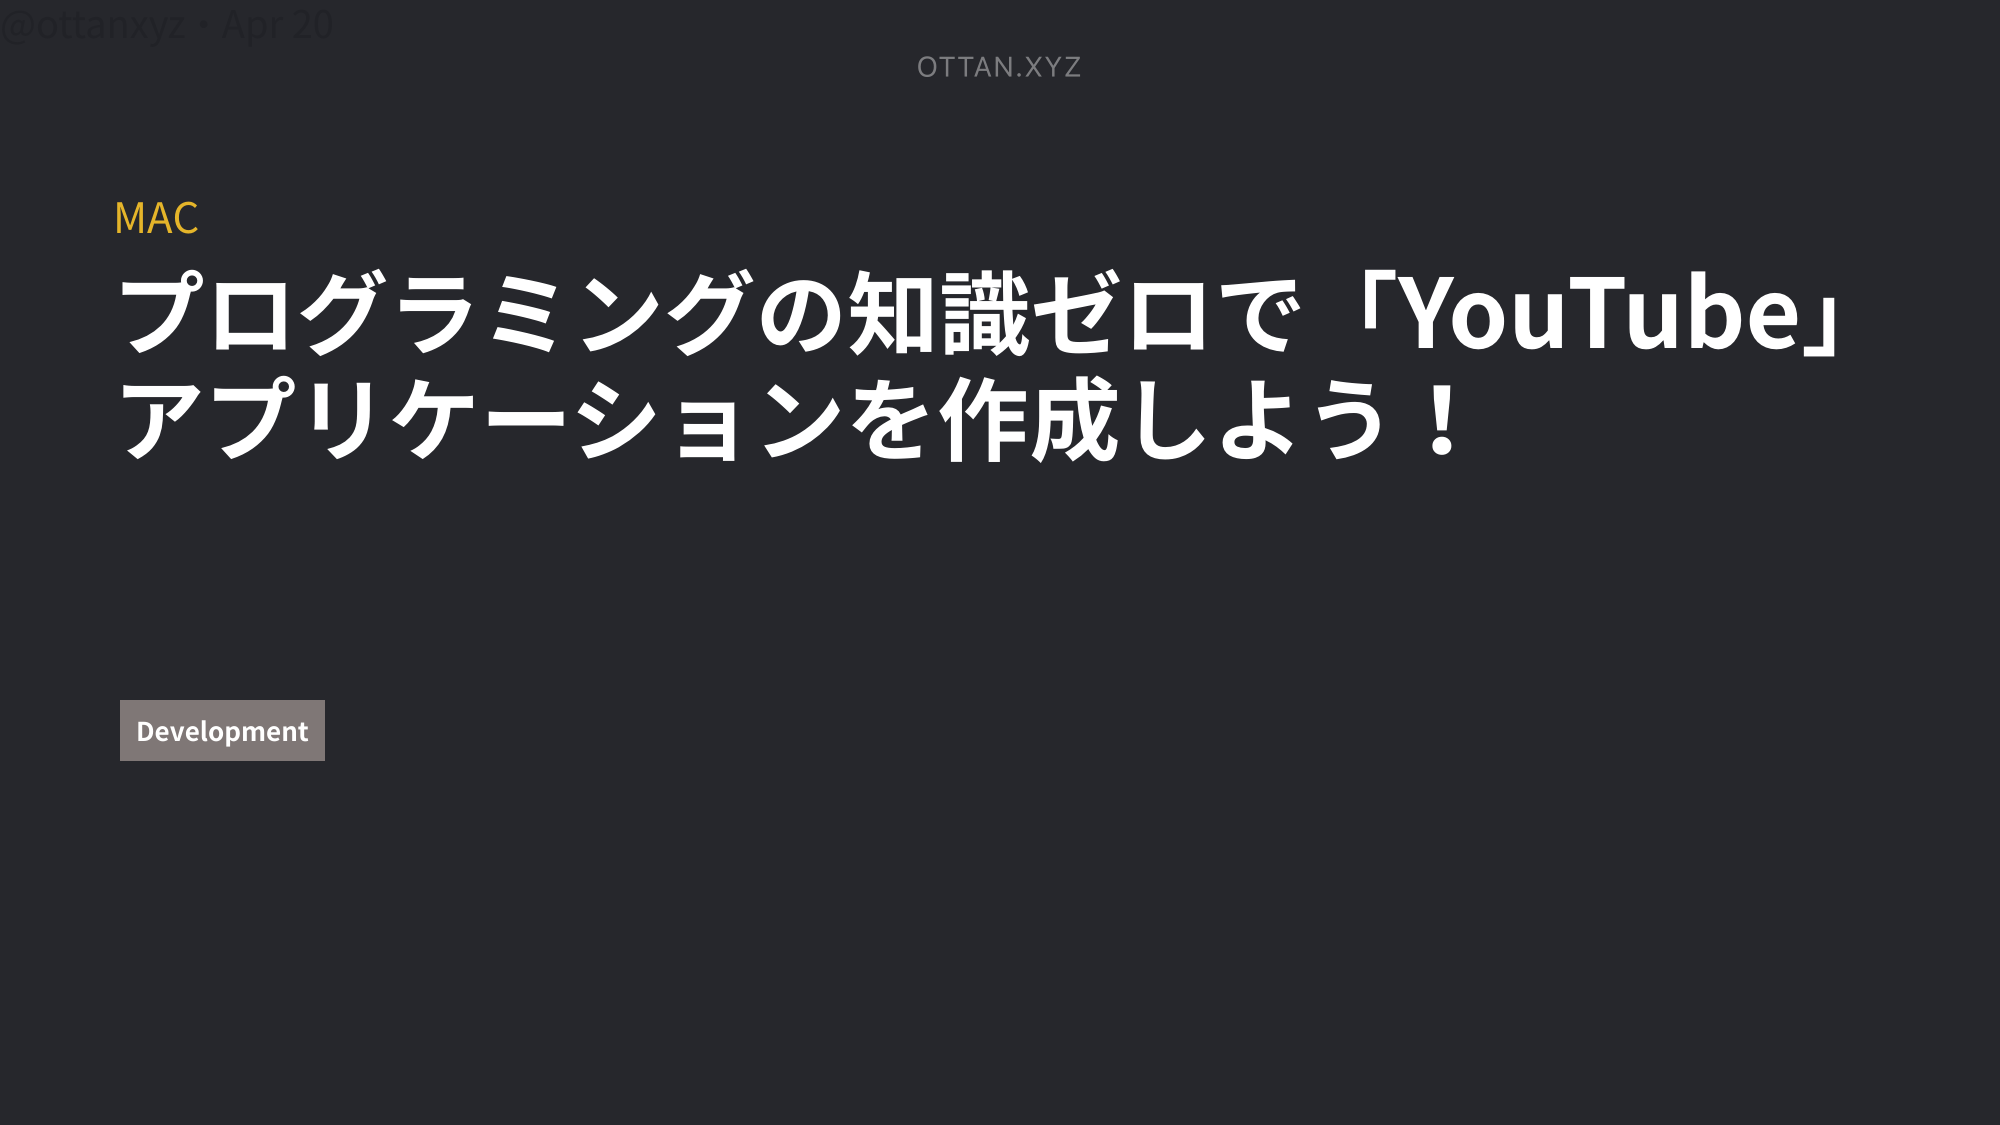 @ottanxyz・Apr 20
OTTAN.XYZ
MAC
プログラミングの知識ゼロで「YouTube」
アプリケーションを作成しよう！
Development